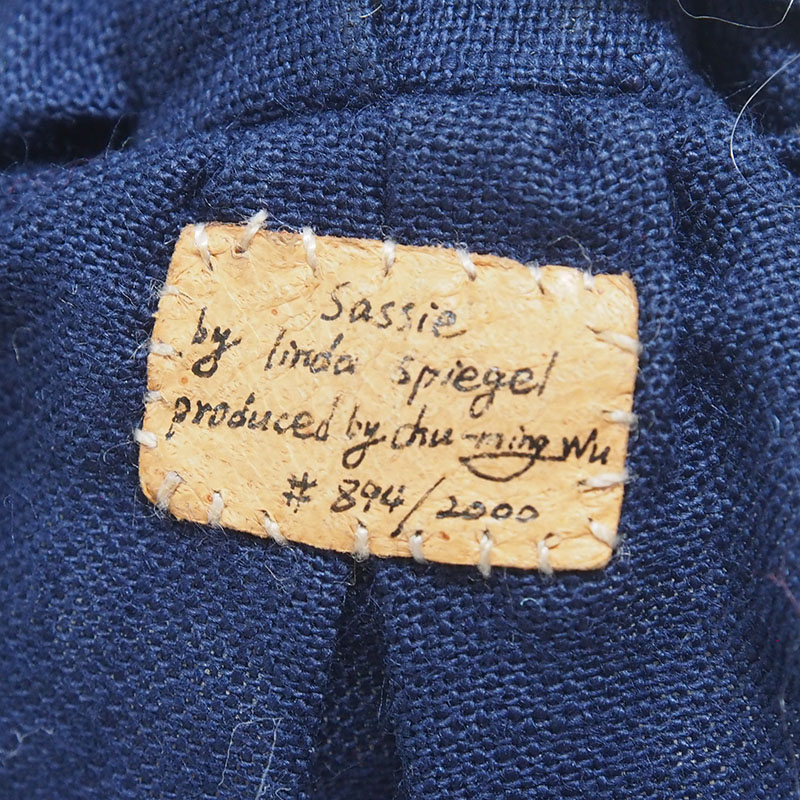 Sassie
by linda spiegel
produced by chu-ming Wu
# 894/2000